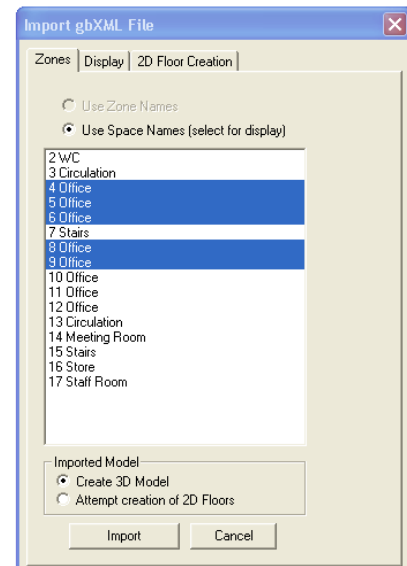 Import gbXML File
Zones Display 2D Floor Creation
Use Zone Names
Use Space Names (select for display)
2 WC
3 Circulation
4 Office
5 Office
6 Office
7 Stairs
8 Office
9 Office
10 Office
11 Office
12 Office
13 Circulation
14 Meeting Room
15 Stairs
16 Store
17 Staff Room
Imported Model
Create 3D Model
Attempt creation of 2D Floors
Import Cancel